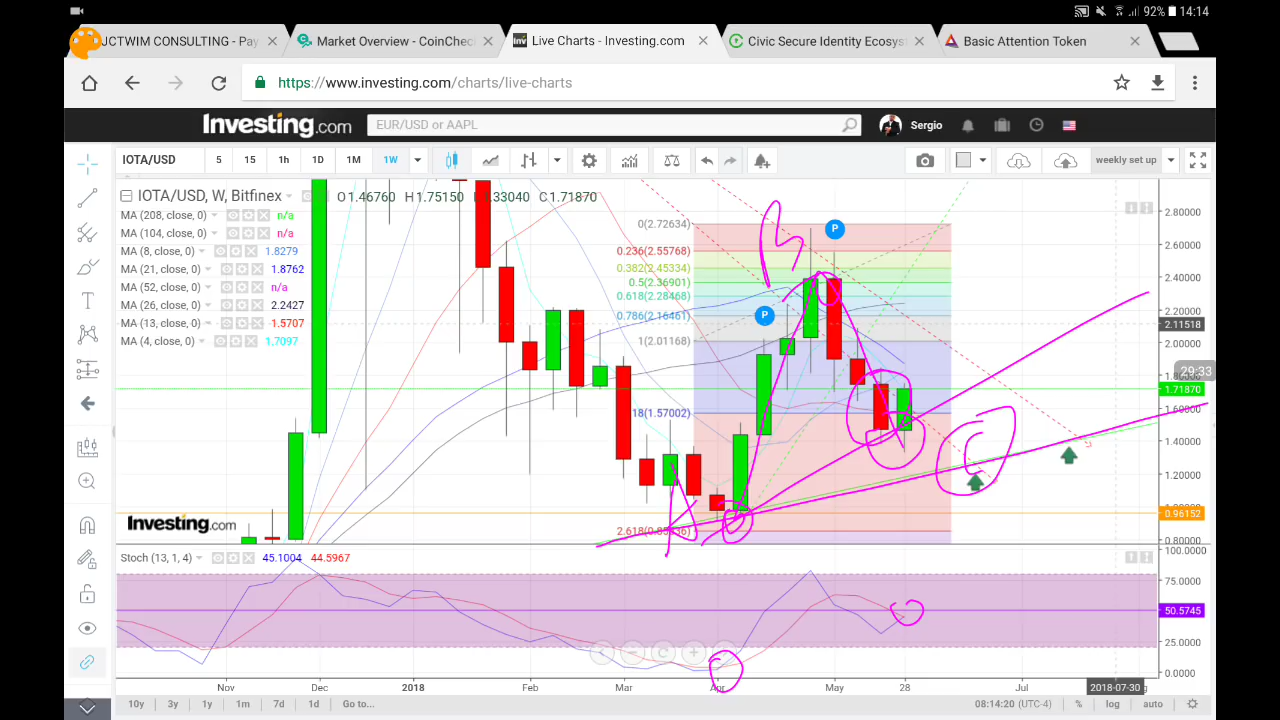 92% 14:14
JCTWIM CONSULTING - Pay
Market Overview - CoinChec
Live Charts - Investing.com
Civic Secure Identity Ecosyst
Basic Attention Token
https://www.investing.com/charts/live-charts
Investing.com
EUR/USD or AAPL
Sergio
IOTA/USD
5 15 1h 1D 1M 1W
weekly set up
IOTA/USD, W, Bitfinex
O1.46760 H1.75150 1.33040 C1.71870
MA (208, close, 0) n/a
MA (104, close, 0) n/a
MA (8, close, 0) 1.8279
MA (21, close, 0) 1.8762
MA (52, close, 0) n/a
MA (26, close, 0) 2.2427
MA (13, close, 0) 1.5707
MA (4, close, 0) 1.7097
0(2.72634)
0.236(2.55768)
0.382(2.45334)
0.5(2.36901)
0.618(2.28468)
0.786(2.16461)
1(2.01168)
18(1.57002)
P
P
2.80000
2.60000
2.40000
2.20000
2.11518
2.00000
29:33
1.71870
1.40000
1.20000
0.96152
0.80000
Investing.com
Stoch (13, 1, 4) 45.1004 44.5967
100.0000
75.0000
50.5745
25.0000
0.0000
Nov Dec 2018 Feb Mar Apr May 28 Jul 2018-07-30
10y 3y 1y 1m 7d 1d Go to...
08:14:20 (UTC-4) % log auto